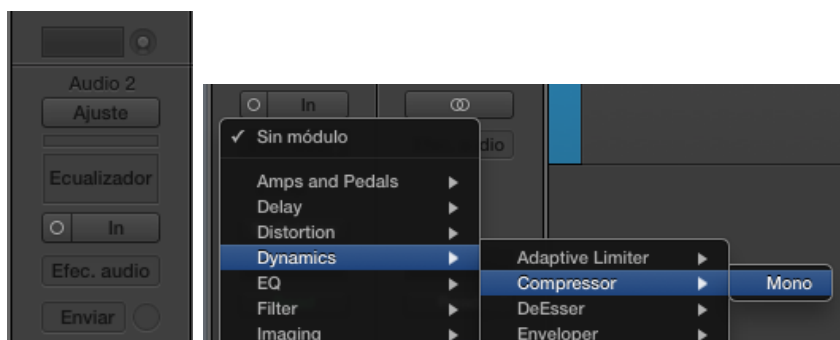 Audio 2
Ajuste
Ecualizador
In
Efec. audio
Enviar
In
✓ Sin módulo
dio
Amps and Pedals
Delay
Distortion
Dynamics
EQ
Filter
Imaging
Adaptive Limiter
Compressor
DeEsser
Enveloper
Mono